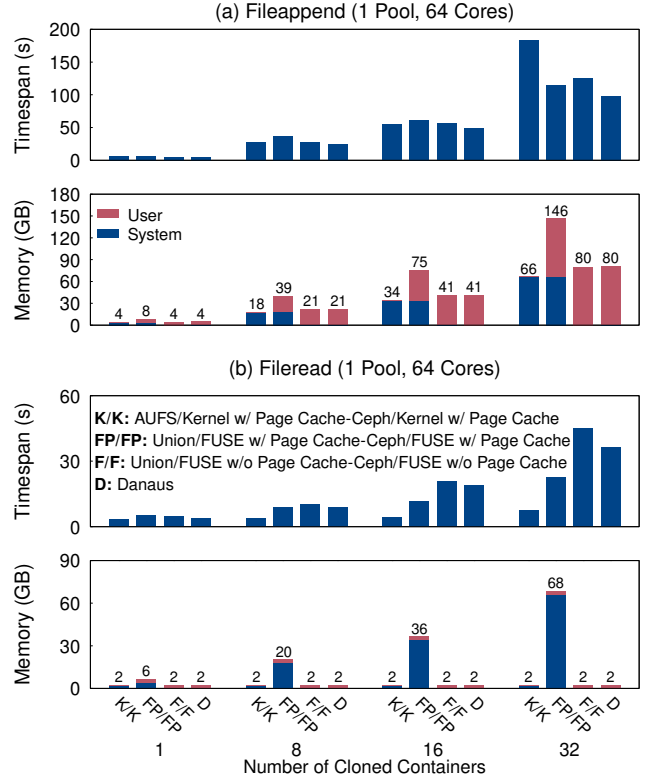 (a) Fileappend (1 Pool, 64 Cores)
Timespan (s)
200
150
100
50
0
Memory (GB)
180
150
120
90
60
30
0
User
System
4 8 4 4 18 39 21 21 34 75 41 41 66 146 80 80
(b) Fileread (1 Pool, 64 Cores)
Timespan (s)
60
30
0
K/K: AUFS/Kernel w/ Page Cache-Ceph/Kernel w/ Page Cache
FP/FP: Union/FUSE w/ Page Cache-Ceph/FUSE w/ Page Cache
F/F: Union/FUSE w/o Page Cache-Ceph/FUSE w/o Page Cache
D: Danaus
Memory (GB)
90
60
30
0
2 6 2 2 2 20 2 2 2 36 2 2 2 68 2 2
K/K FP/FP F/F D K/K FP/FP F/F D K/K FP/FP F/F D K/K FP/FP F/F D
1 8 16 32
Number of Cloned Containers